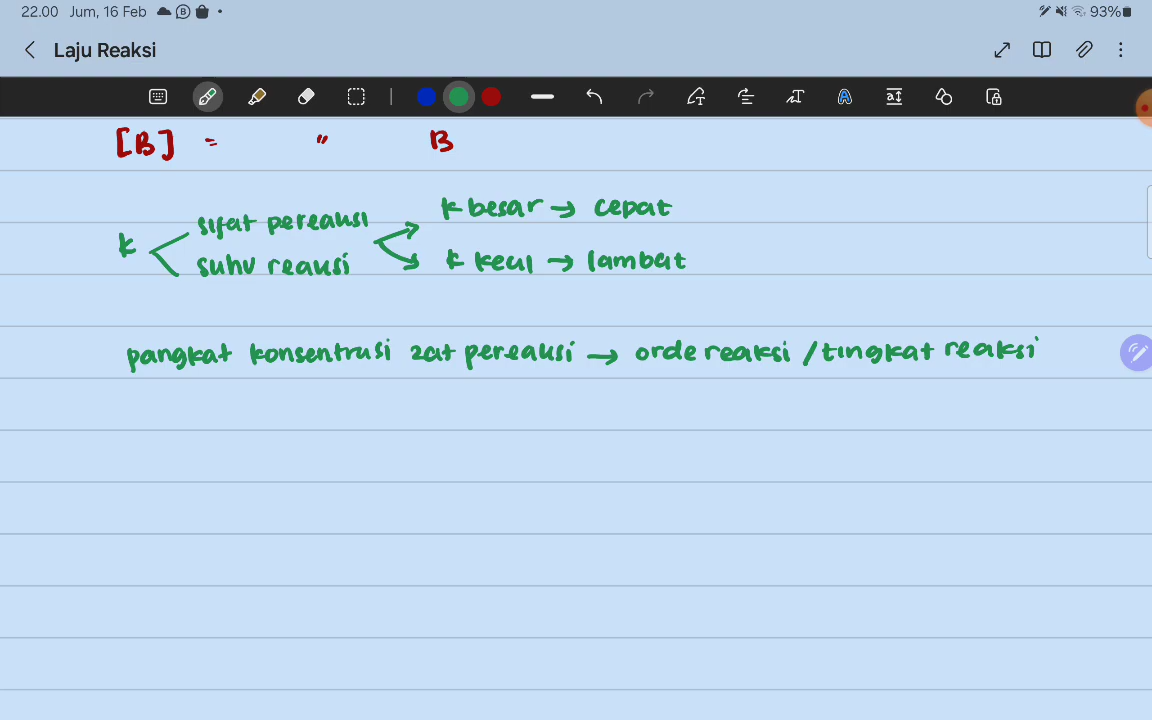 22.00 Jum, 16 Feb 93%
Laju Reaksi
[B] = " B
k sifat pereaksi k besar → cepat
suhu reaksi k kecil → lambat
pangkat konsentrasi zat pereaksi → orde reaksi / tingkat reaksi